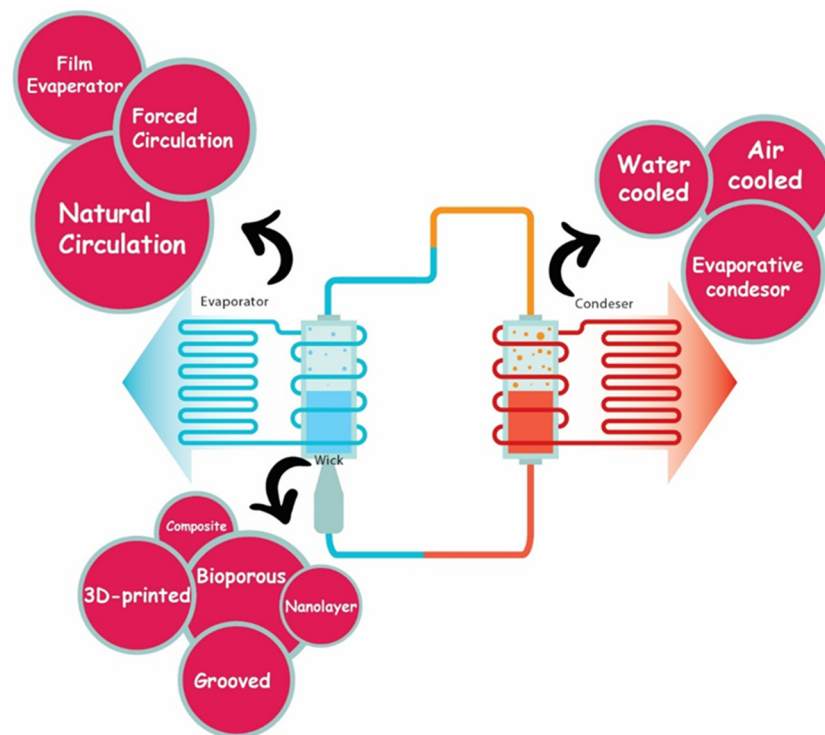 Film
Evaperator
Forced
Circulation
Natural
Circulation
Water
cooled
Air
cooled
Evaporative
condesor
Evaporator
Condeser
Wick
Composite
3D-printed
Bioporous
Nanolayer
Grooved